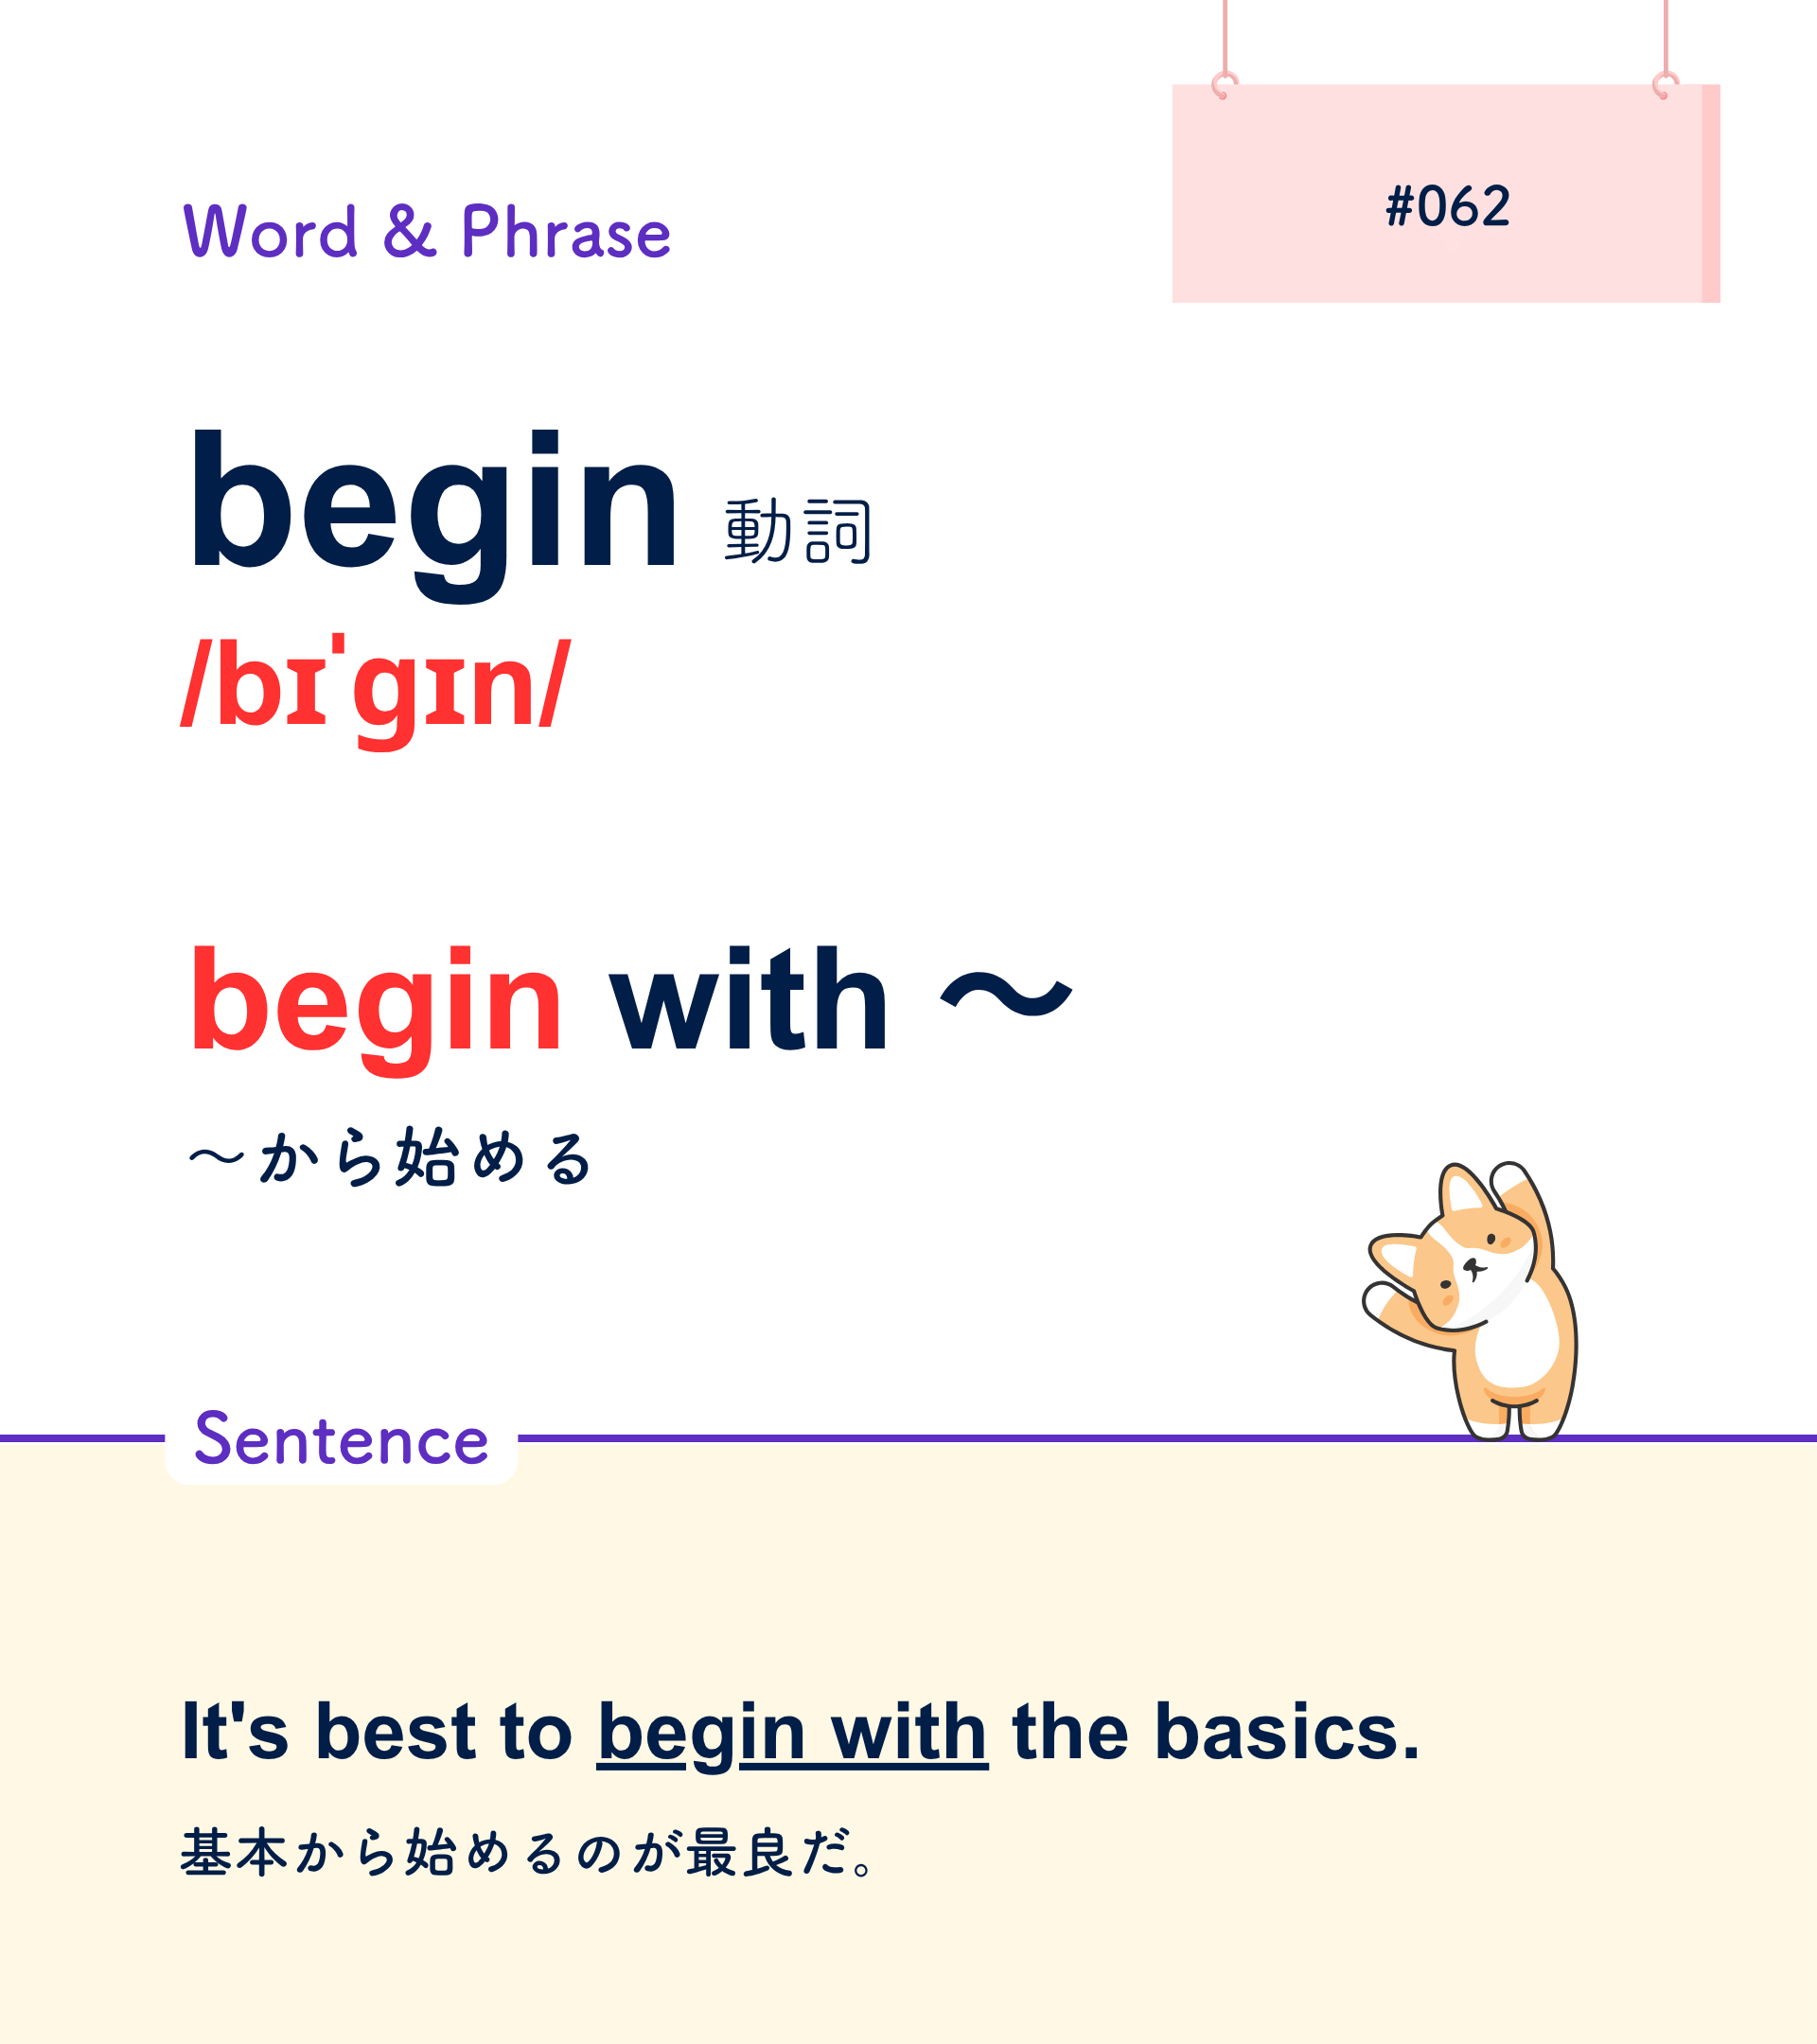 #062
Word & Phrase
begin 動詞
/bɪˈgɪn/
begin with 〜
〜から始める
Sentence
It's best to begin with the basics.
基本から始めるのが最良だ。